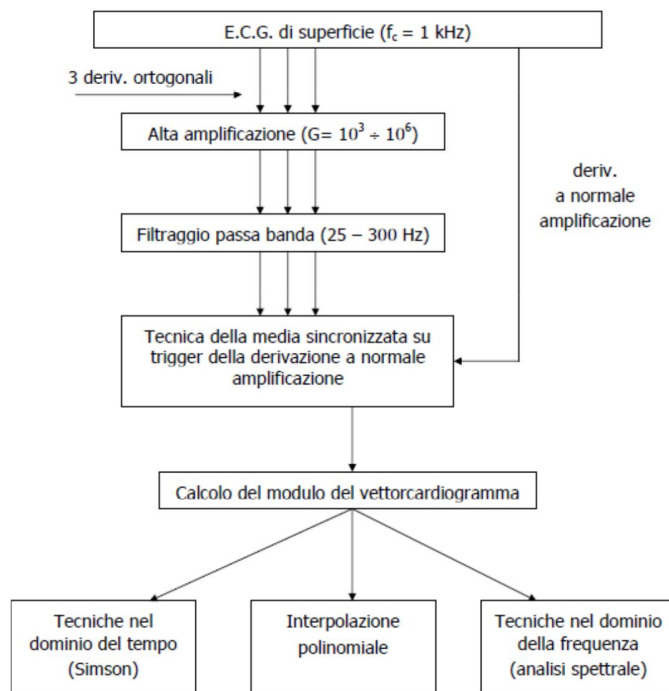 E.C.G. di superficie (f_c = 1 kHz)
3 deriv. ortogonali
Alta amplificazione (G= 10³ ÷ 10⁶)
deriv.
a normale
amplificazione
Filtraggio passa banda (25 – 300 Hz)
Tecnica della media sincronizzata su
trigger della derivazione a normale
amplificazione
Calcolo del modulo del vettorcardiogramma
Tecniche nel
dominio del tempo
(Simson)
Interpolazione
polinomiale
Tecniche nel dominio
della frequenza
(analisi spettrale)